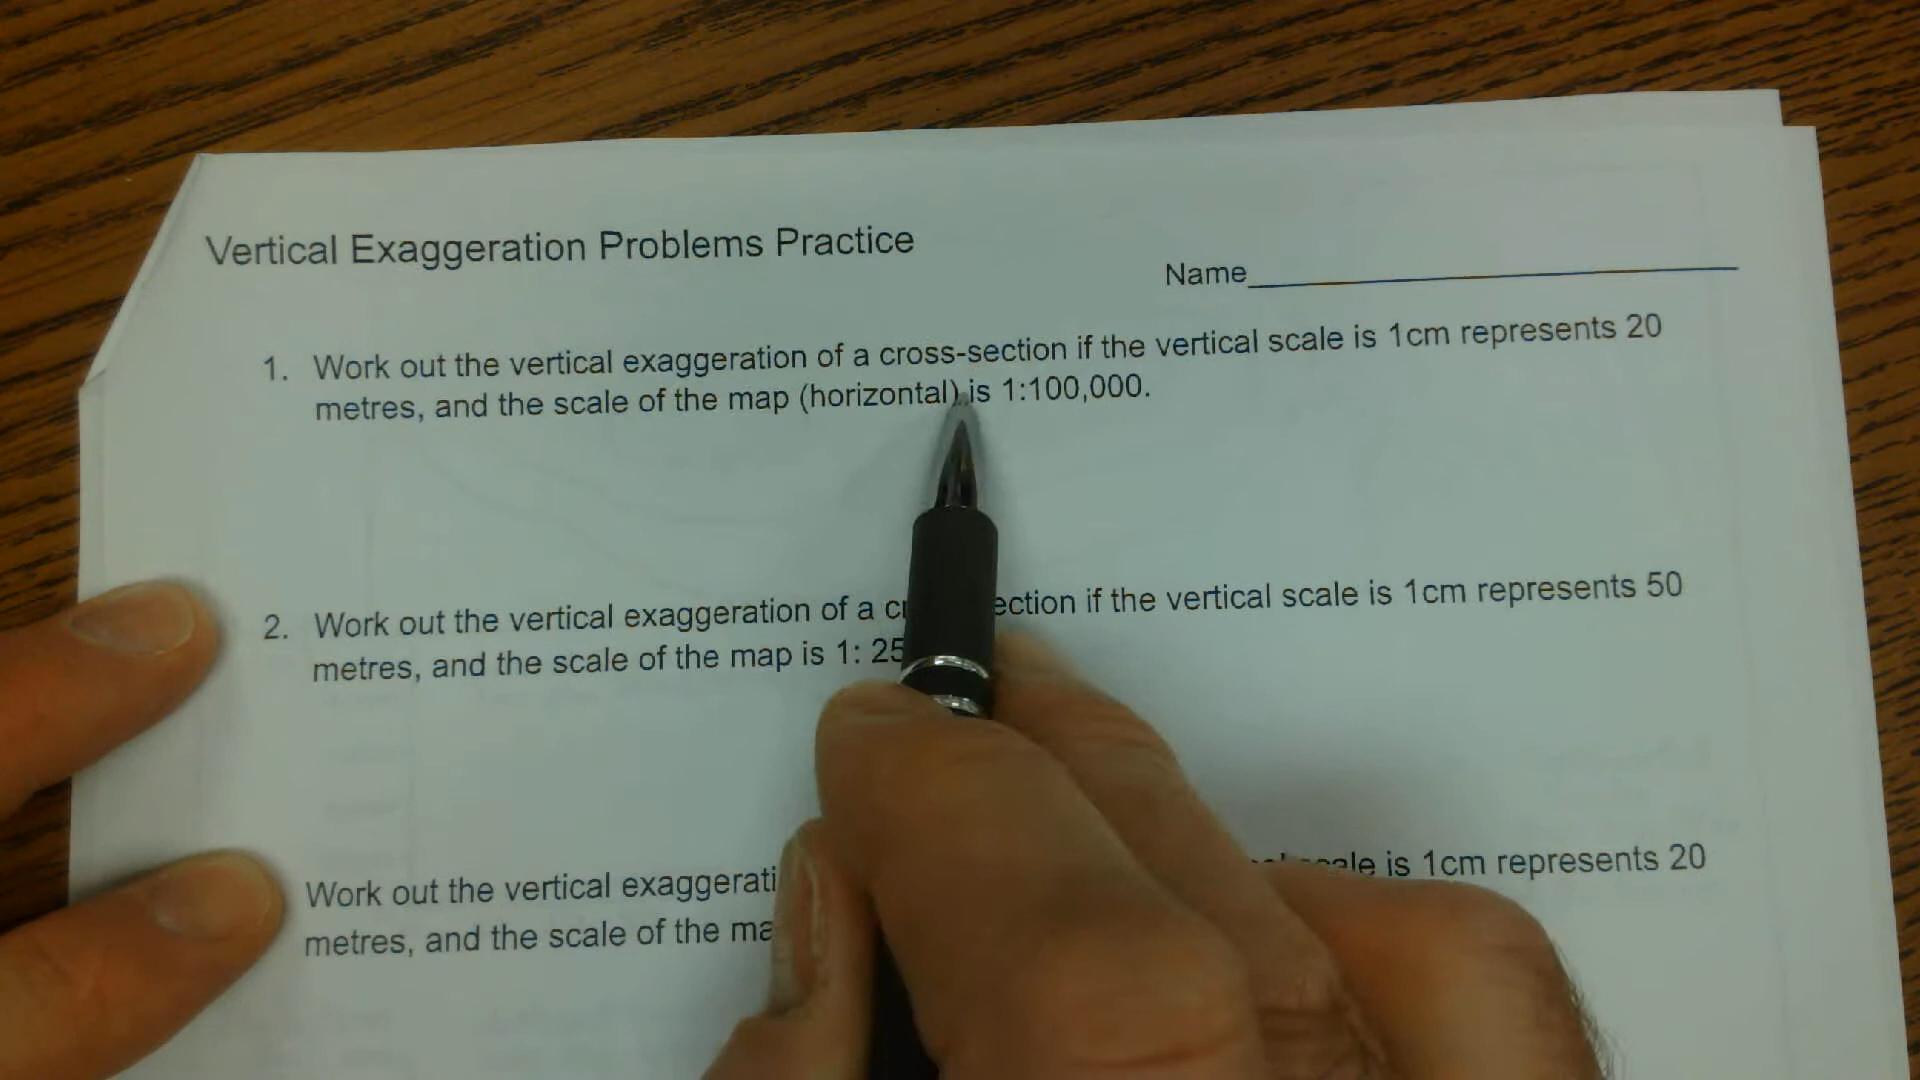 Vertical Exaggeration Problems Practice
Name
1. Work out the vertical exaggeration of a cross-section if the vertical scale is 1cm represents 20
metres, and the scale of the map (horizontal) is 1:100,000.
2. Work out the vertical exaggeration of a ection if the vertical scale is 1cm represents 50
metres, and the scale of the map is 1: 25
Work out the vertical is 1cm represents 20
metres, and the scale of the